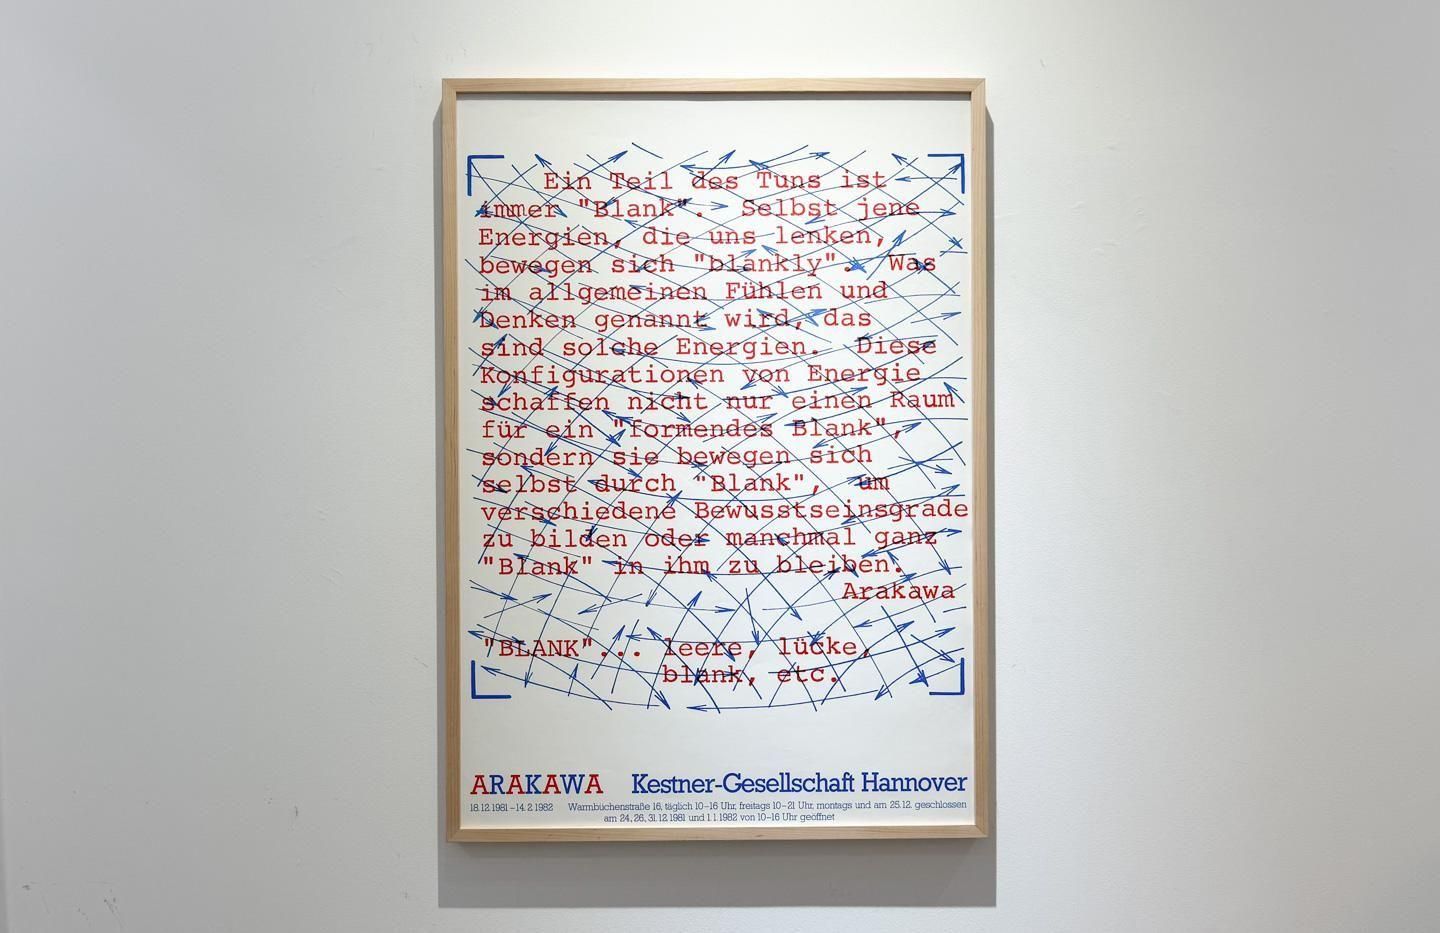 Ein Teil des Tuns ist
immer "Blank". Selbst jene
Energien, die uns lenken,
bewegen sich "blankly". Was
im allgemeinen Fühlen und
Denken genannt wird, das
sind solche Energien. Diese
Konfigurationen von Energie
schaffen nicht nur einen Raum
für ein "formendes Blank",
sondern sie bewegen sich
selbst durch "Blank", um
verschiedene Bewusstseinsgrade
zu bilden oder manchmal ganz
"Blank" in ihm zu bleiben.
Arakawa
"BLANK"... leere, lücke,
blank, etc.
ARAKAWA Kestner-Gesellschaft Hannover
18.12.1981–14.2.1982 Warmbüchenstraße 16, täglich 10–16 Uhr, freitags 10–21 Uhr, montags und am 25.12. geschlossen
am 24., 26., 31.12.1981 und 1.1.1982 von 10–16 Uhr geöffnet